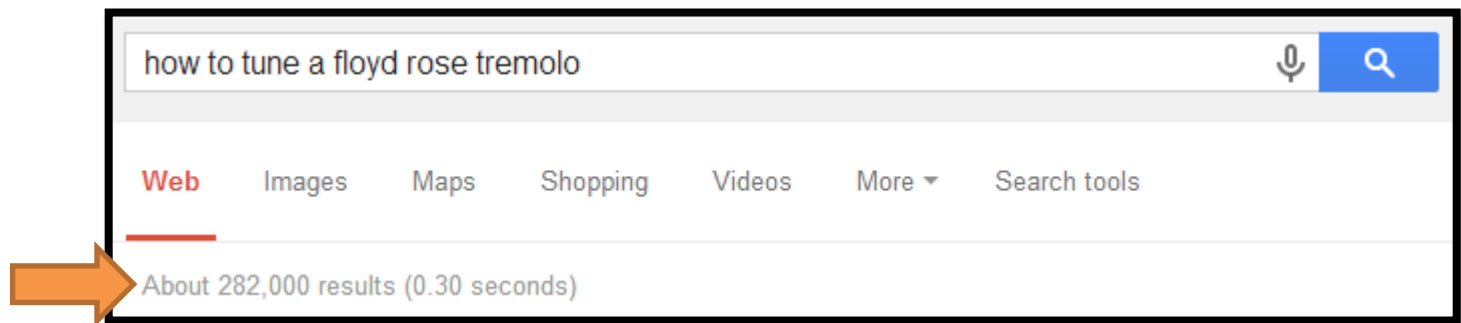 how to tune a floyd rose tremolo
Web Images Maps Shopping Videos More Search tools
About 282,000 results (0.30 seconds)